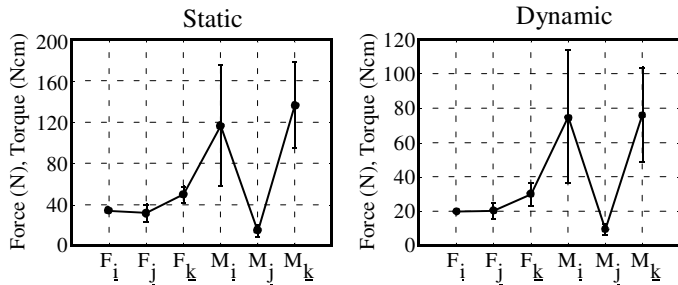 Static
Force (N), Torque (Ncm)
200
160
120
80
40
0
F_i F_j F_k M_i M_j M_k
Dynamic
Force (N), Torque (Ncm)
120
100
80
60
40
20
0
F_i F_j F_k M_i M_j M_k